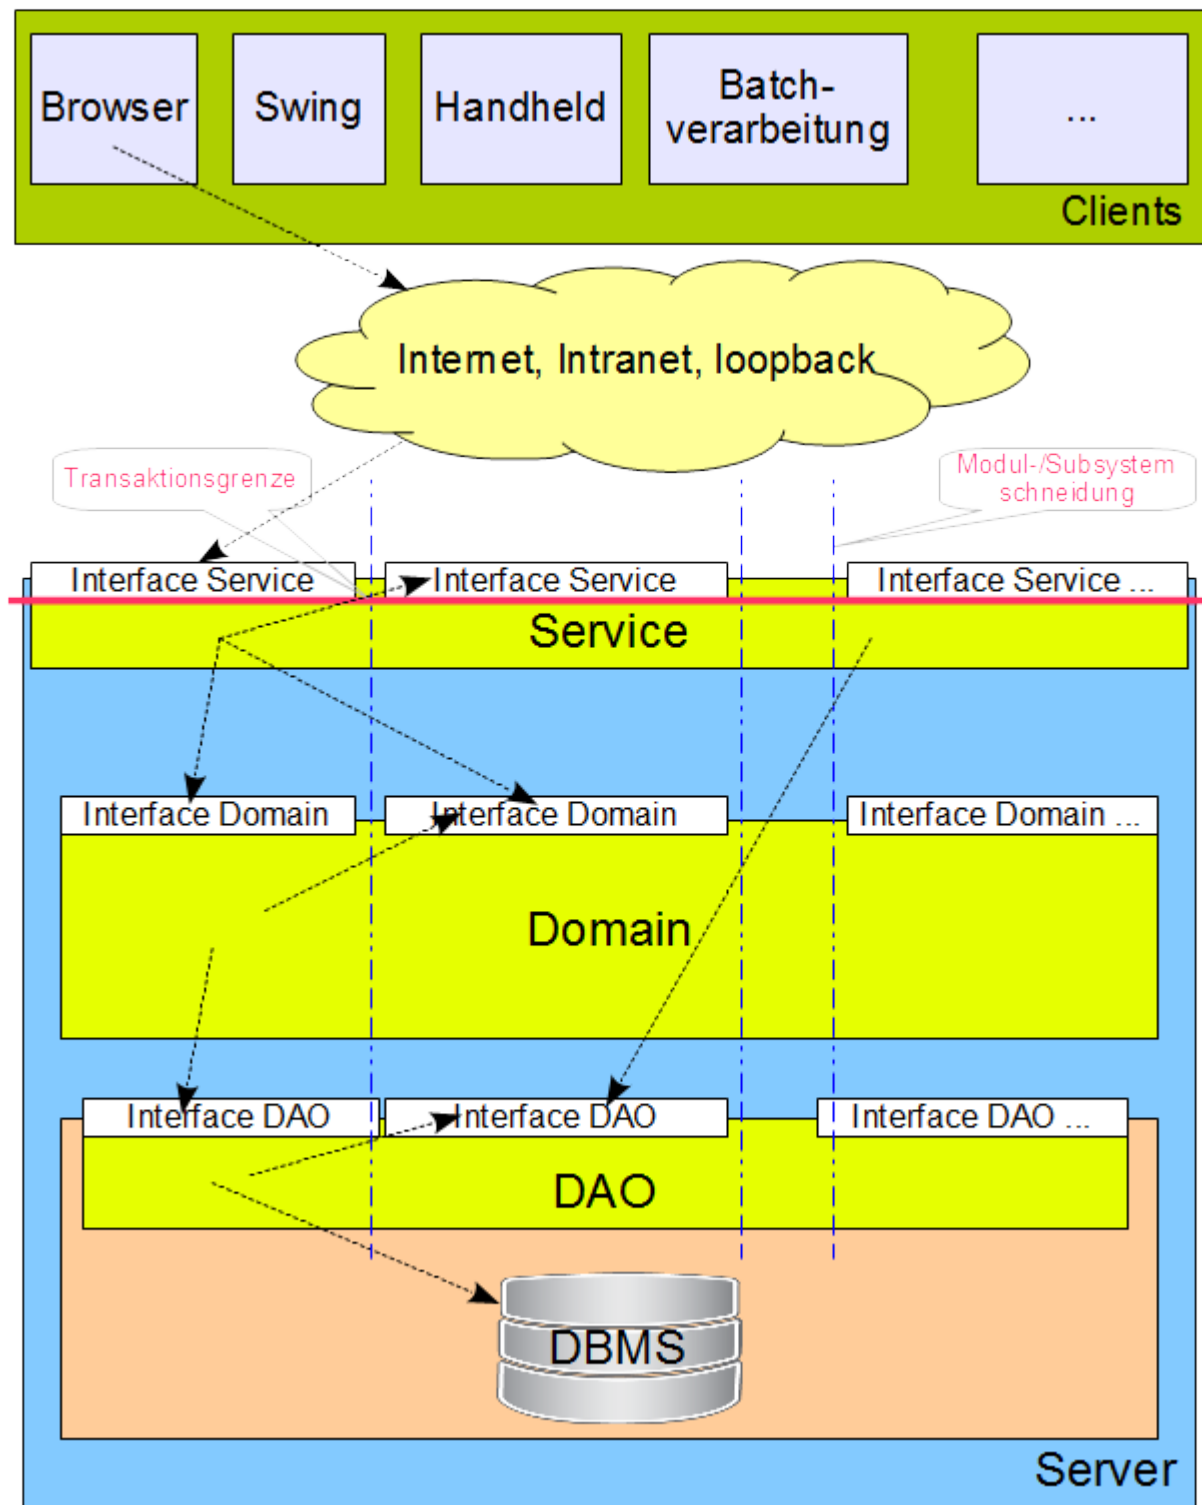 Browser
Swing
Handheld
Batch-
verarbeitung
...
Clients
Internet, Intranet, loopback
Transaktionsgrenze
Modul-/Subsystem
schneidung
Interface Service
Interface Service
Interface Service ...
Service
Interface Domain
Interface Domain
Interface Domain ...
Domain
Interface DAO
Interface DAO
Interface DAO ...
DAO
DBMS
Server